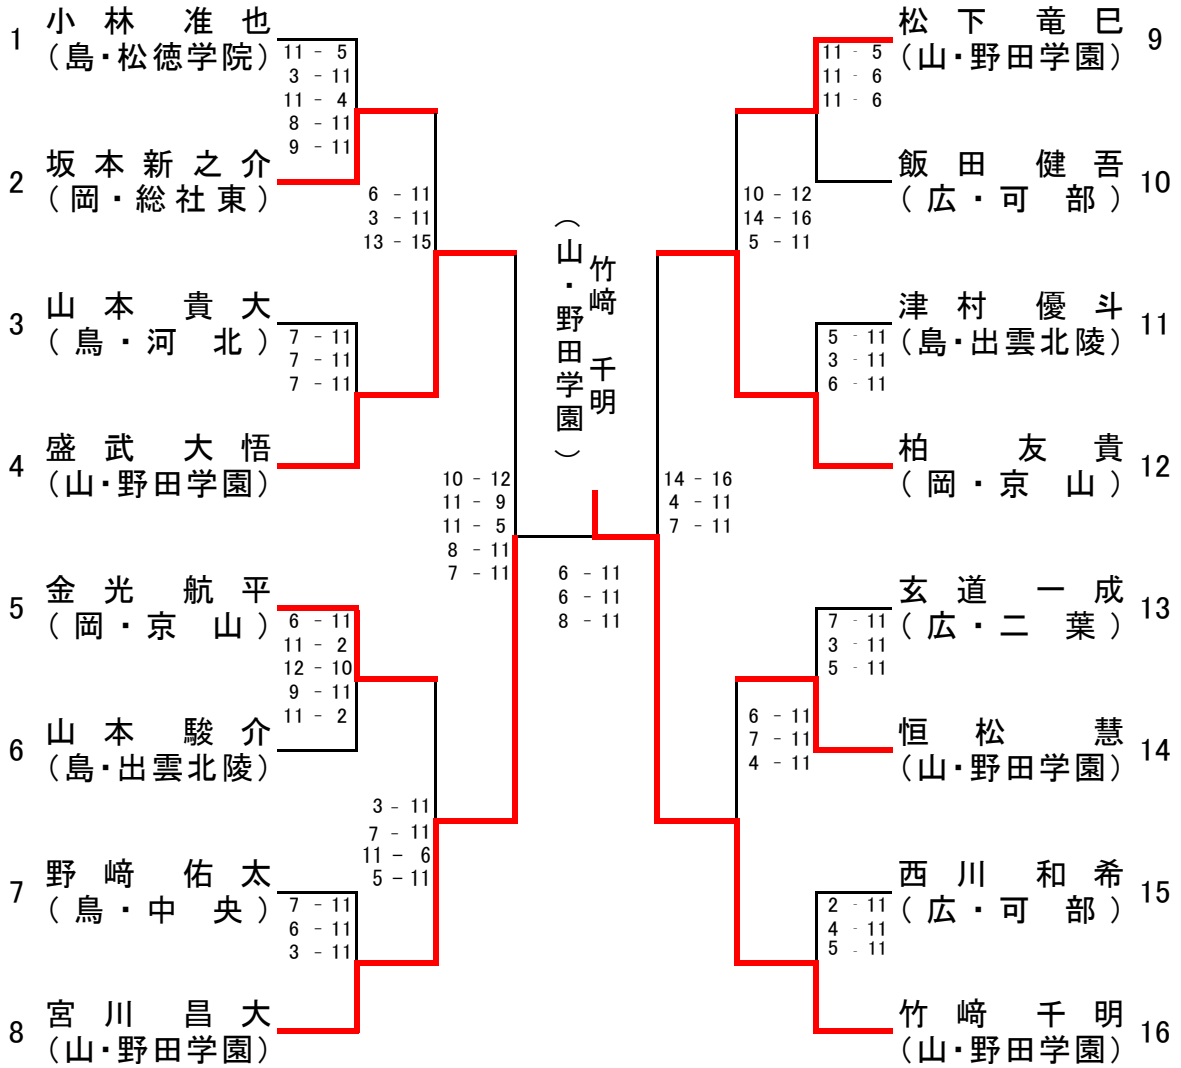 1 小林 准也
(島・松徳学院)
11 - 5
3 - 11
11 - 4
8 - 11
9 - 11
2 坂本新之介
(岡・総社東)
6 - 11
3 - 11
13 - 15
3 山本 貴大
(鳥・河北)
7 - 11
7 - 11
7 - 11
4 盛武 大悟
(山・野田学園)
10 - 12
11 - 9
11 - 5
8 - 11
7 - 11
5 金光 航平
(岡・京山)
6 - 11
11 - 2
12 - 10
9 - 11
11 - 2
6 山本 駿介
(島・出雲北陵)
3 - 11
7 - 11
11 - 6
5 - 11
7 野﨑 佑太
(鳥・中央)
7 - 11
6 - 11
3 - 11
8 宮川 昌大
(山・野田学園)
竹﨑 千明
(山・野田学園)
6 - 11
6 - 11
8 - 11
松下 竜巳 9
(山・野田学園)
11 - 5
11 - 6
11 - 6
飯田 健吾 10
(広・可部)
10 - 12
14 - 16
5 - 11
津村 優斗 11
(島・出雲北陵)
5 - 11
3 - 11
6 - 11
柏 友貴 12
(岡・京山)
14 - 16
4 - 11
7 - 11
玄道 一成 13
(広・二葉)
7 - 11
3 - 11
5 - 11
恒松 慧 14
(山・野田学園)
6 - 11
7 - 11
4 - 11
西川 和希 15
(広・可部)
2 - 11
4 - 11
5 - 11
竹﨑 千明 16
(山・野田学園)